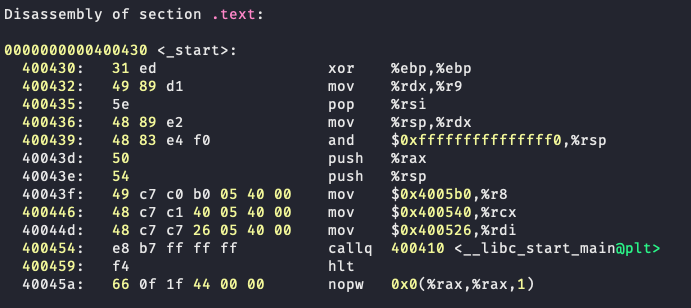 Disassembly of section .text:

0000000000400430 <_start>:
  400430:	31 ed                	xor    %ebp,%ebp
  400432:	49 89 d1             	mov    %rdx,%r9
  400435:	5e                   	pop    %rsi
  400436:	48 89 e2             	mov    %rsp,%rdx
  400439:	48 83 e4 f0          	and    $0xfffffffffffffff0,%rsp
  40043d:	50                   	push   %rax
  40043e:	54                   	push   %rsp
  40043f:	49 c7 c0 b0 05 40 00 	mov    $0x4005b0,%r8
  400446:	48 c7 c1 40 05 40 00 	mov    $0x400540,%rcx
  40044d:	48 c7 c7 26 05 40 00 	mov    $0x400526,%rdi
  400454:	e8 b7 ff ff ff       	callq  400410 <__libc_start_main@plt>
  400459:	f4                   	hlt
  40045a:	66 0f 1f 44 00 00    	nopw   0x0(%rax,%rax,1)